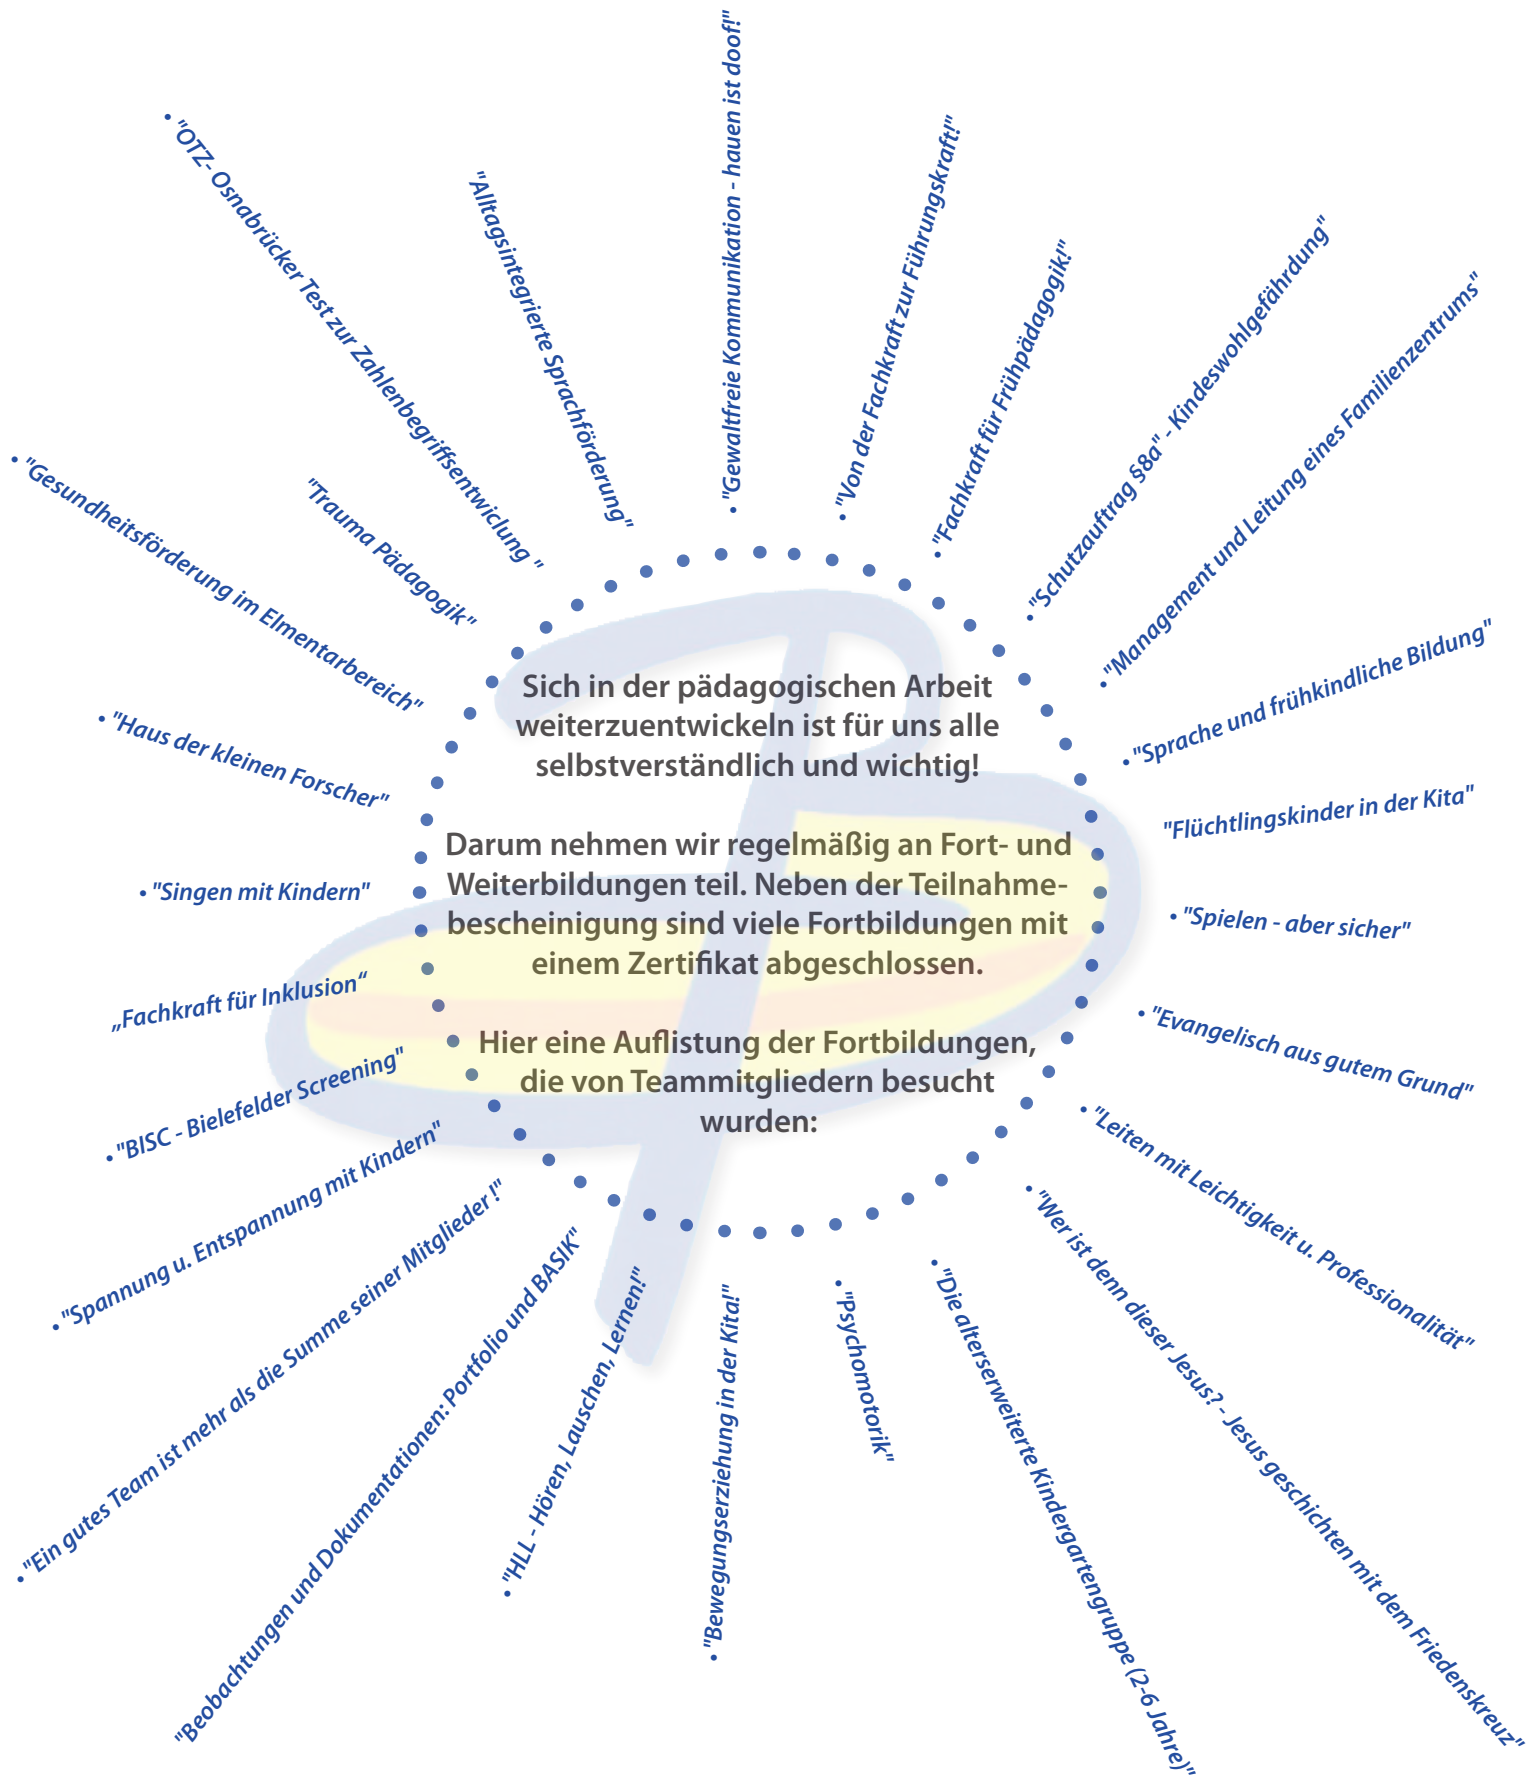 Sich in der pädagogischen Arbeit
weiterzuentwickeln ist für uns alle
selbstverständlich und wichtig!
Darum nehmen wir regelmäßig an Fort- und
Weiterbildungen teil. Neben der Teilnahme-
bescheinigung sind viele Fortbildungen mit
einem Zertifikat abgeschlossen.
Hier eine Auflistung der Fortbildungen,
die von Teammitgliedern besucht
wurden:
• "Gewaltfreie Kommunikation - hauen ist doof!"
• "Von der Fachkraft zur Führungskraft!"
• "Fachkraft für Frühpädagogik!"
• "Schutzauftrag §8a" - Kindeswohlgefährdung"
• "Management und Leitung eines Familienzentrums"
• "Sprache und frühkindliche Bildung"
"Flüchtlingskinder in der Kita"
• "Spielen - aber sicher"
• "Evangelisch aus gutem Grund"
• "Leiten mit Leichtigkeit u. Professionalität"
• "Wer ist denn dieser Jesus? - Jesus geschichten mit dem Friedenskreuz"
• "Die alterserweiterte Kindergartengruppe (2-6 Jahre)"
• "Psychomotorik"
• "Bewegungserziehung in der Kita!"
• "HLL - Hören, Lauschen, Lernen!"
"Beobachtungen und Dokumentationen: Portfolio und BASIK"
• "Ein gutes Team ist mehr als die Summe seiner Mitglieder !"
• "Spannung u. Entspannung mit Kindern"
• "BISC - Bielefelder Screening"
„Fachkraft für Inklusion“
• "Singen mit Kindern"
• "Haus der kleinen Forscher"
• "Gesundheitsförderung im Elmentarbereich"
"Trauma Pädagogik"
• "OTZ- Osnabrücker Test zur Zahlenbegriffsentwiclung "
"Alltagsintegrierte Sprachförderung"